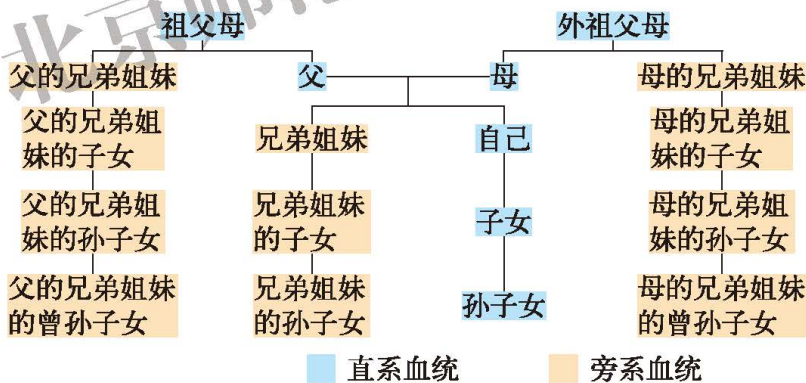 祖父母
外祖父母
父的兄弟姐妹
父
母
母的兄弟姐妹
父的兄弟姐
妹的子女
兄弟姐妹
自己
母的兄弟姐
妹的子女
父的兄弟姐
妹的孙子女
兄弟姐妹
的子女
子女
母的兄弟姐
妹的孙子女
父的兄弟姐妹
的曾孙子女
兄弟姐妹
的孙子女
孙子女
母的兄弟姐妹
的曾孙子女
直系血统
旁系血统
北京师